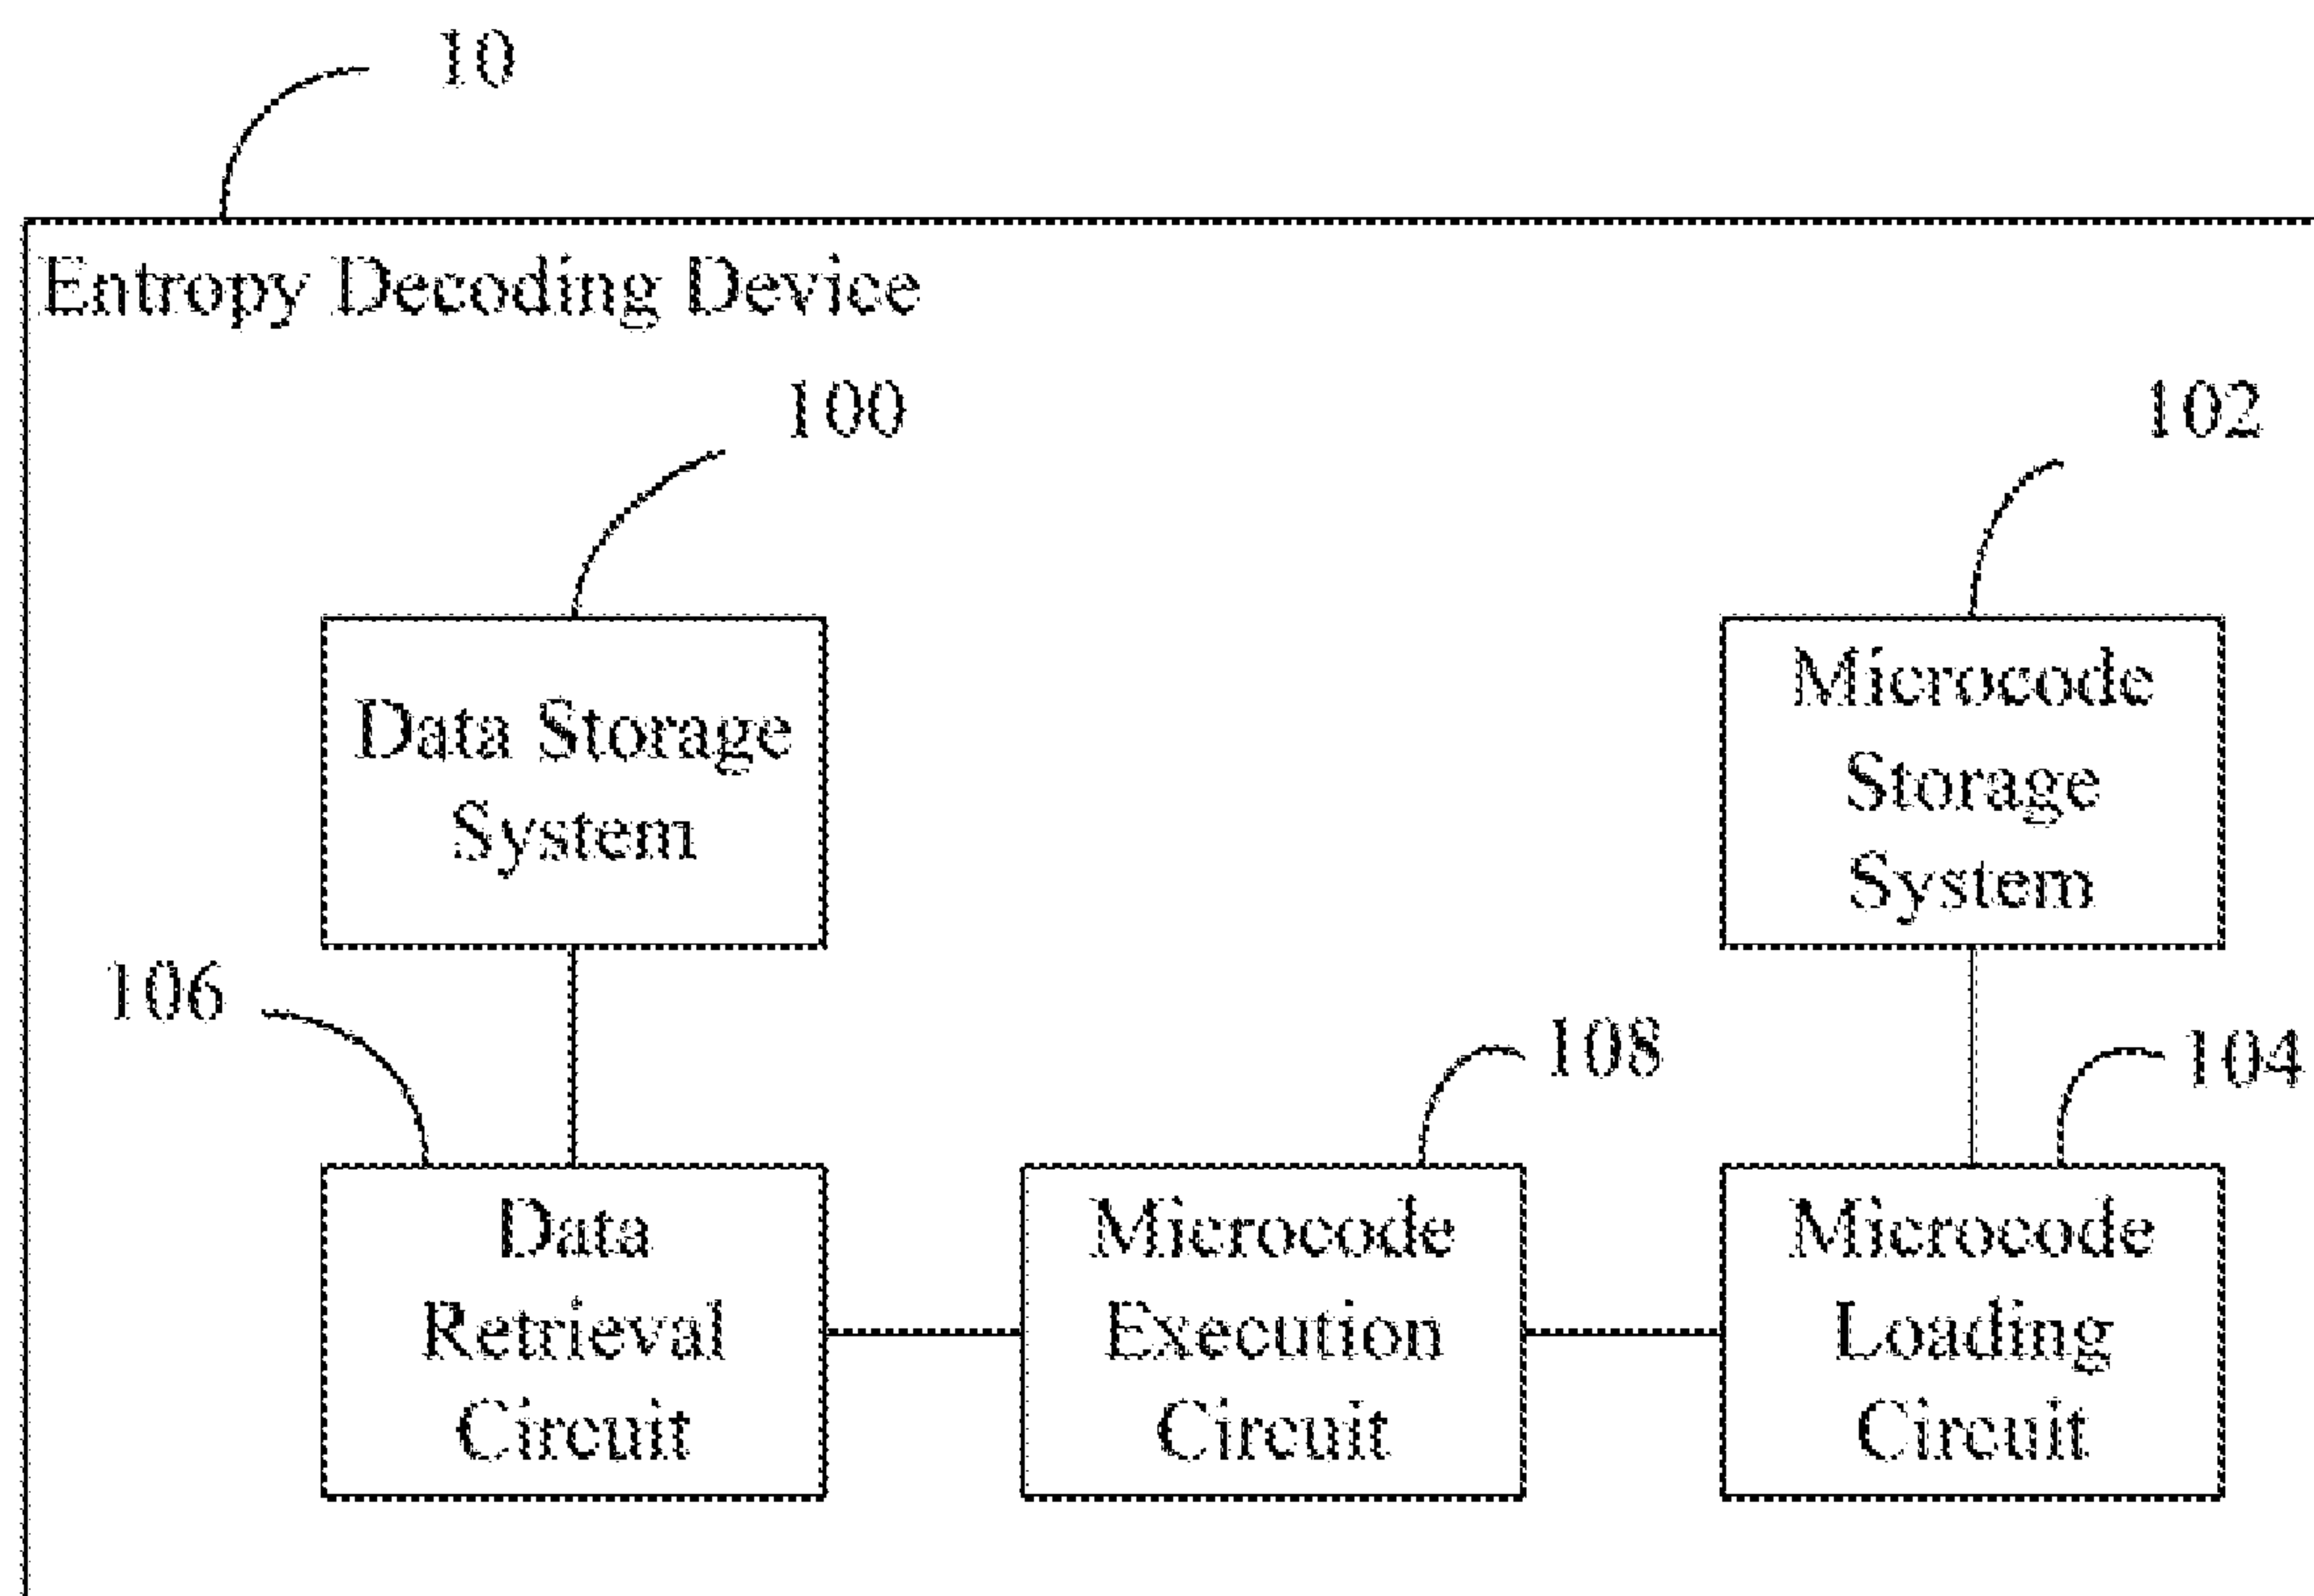 10
Entropy Decoding Device
100
102
Data Storage
System
Microcode
Storage
System
106
108
104
Data
Retrieval
Circuit
Microcode
Execution
Circuit
Microcode
Loading
Circuit